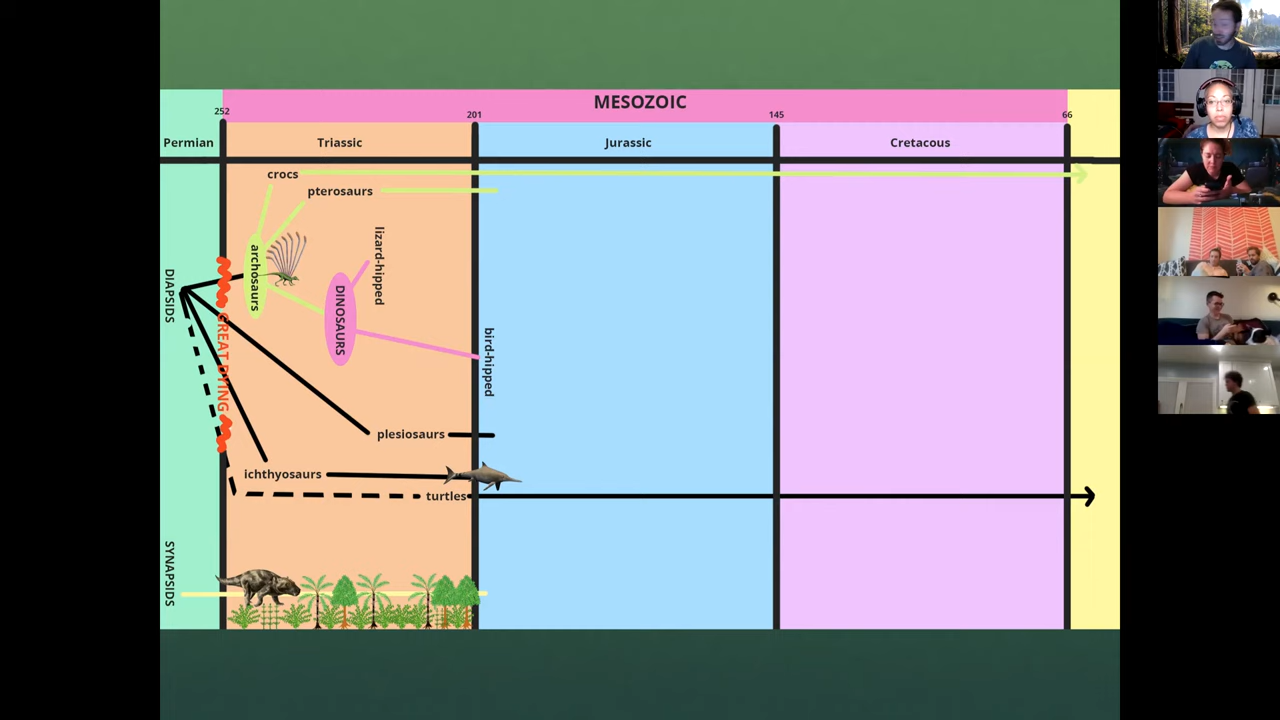 MESOZOIC
252
201
145
66
Permian
Triassic
Jurassic
Cretacous
crocs
pterosaurs
lizard-hipped
archosaurs
DIAPSIDS
DINOSAURS
GREAT DYING
bird-hipped
plesiosaurs
ichthyosaurs
turtles
SYNAPSIDS